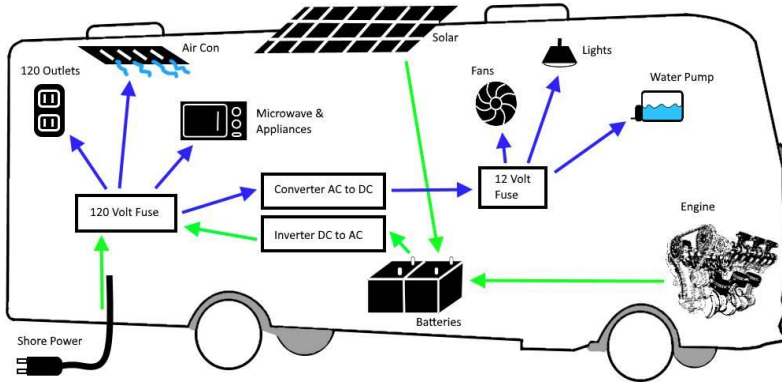 Solar
Air Con
Lights
120 Outlets
Fans
Water Pump
Microwave &
Appliances
Converter AC to DC
12 Volt
Fuse
120 Volt Fuse
Inverter DC to AC
Engine
Batteries
Shore Power